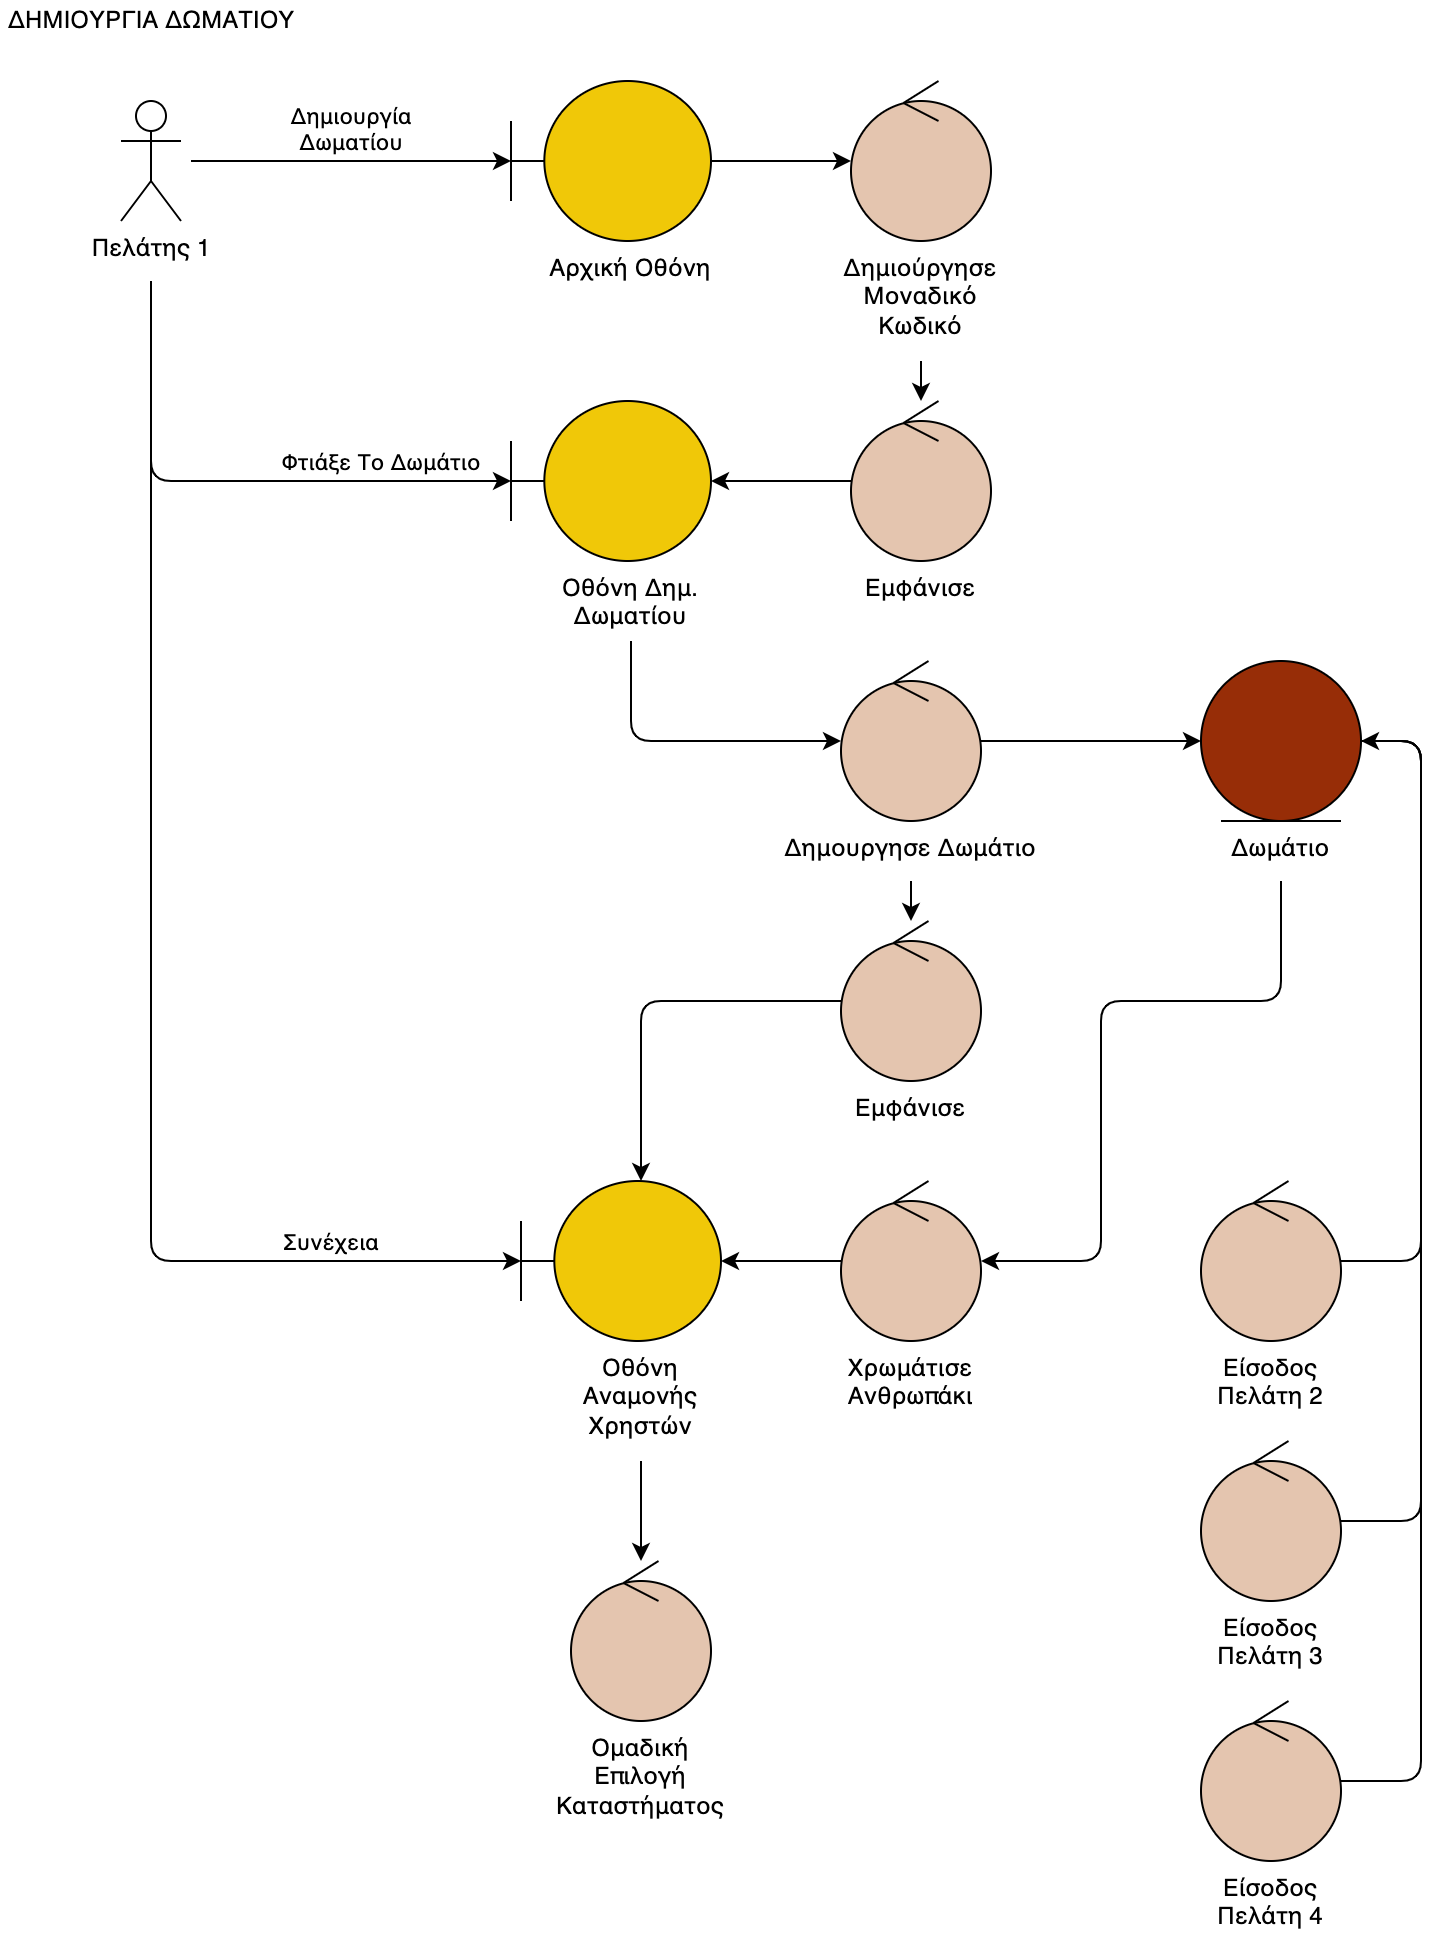 ΔΗΜΙΟΥΡΓΙΑ ΔΩΜΑΤΙΟΥ
Δημιουργία
Δωματίου
Πελάτης 1
Αρχική Οθόνη
Δημιούργησε
Μοναδικό
Κωδικό
Φτιάξε Το Δωμάτιο
Οθόνη Δημ.
Δωματίου
Εμφάνισε
Δημουργησε Δωμάτιο
Δωμάτιο
Εμφάνισε
Συνέχεια
Οθόνη
Αναμονής
Χρηστών
Χρωμάτισε
Ανθρωπάκι
Είσοδος
Πελάτη 2
Είσοδος
Πελάτη 3
Ομαδική
Επιλογή
Καταστήματος
Είσοδος
Πελάτη 4